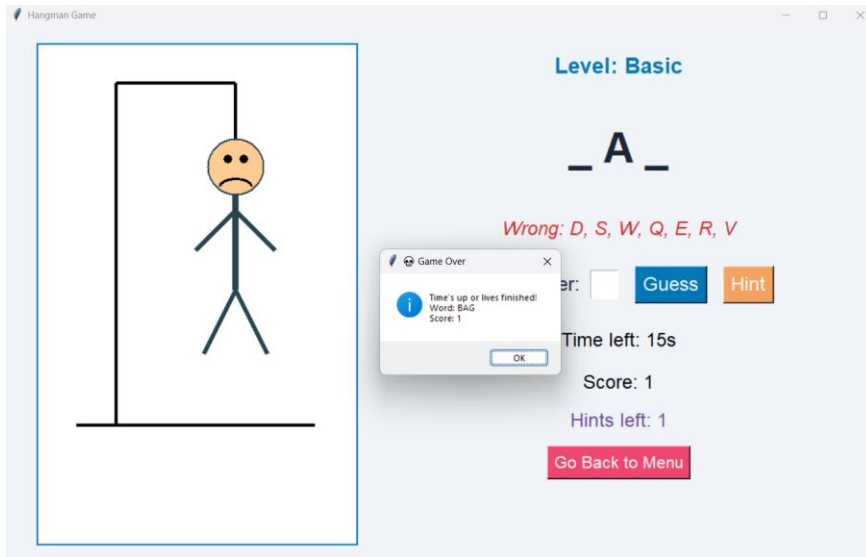 Hangman Game
Level: Basic
_ A _
Wrong: D, S, W, Q, E, R, V
💀 Game Over
Time's up or lives finished!
Word: BAG
Score: 1
OK
er:
Guess
Hint
Time left: 15s
Score: 1
Hints left: 1
Go Back to Menu